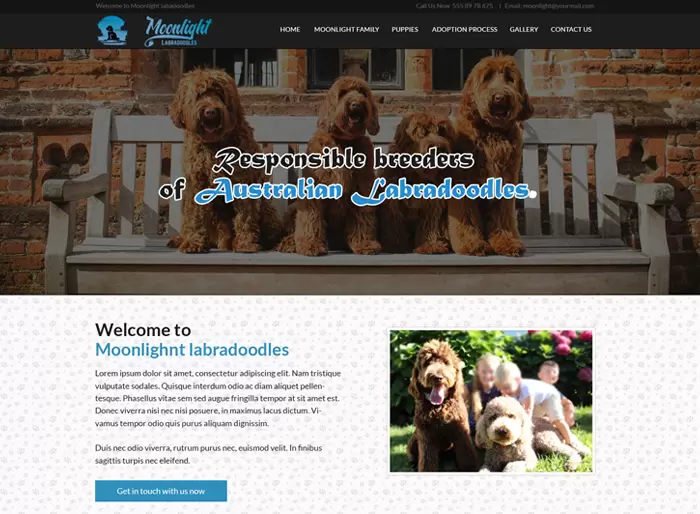 Welcome to Moonlight labradoodles
Call Us Now: 555 89 78 675 | Email: moonlight@yourmail.com
Moonlight
LABRADOODLES
HOME MOONLIGHT FAMILY PUPPIES ADOPTION PROCESS GALLERY CONTACT US
Responsible breeders
of Australian Labradoodles.
Welcome to
Moonlighnt labradoodles
Lorem ipsum dolor sit amet, consectetur adipiscing elit. Nam tristique
vulputate sodales. Quisque interdum odio ac diam aliquet pellen-
tesque. Phasellus vitae sem sed augue fringilla tempor at sit amet est.
Donec viverra nisi nec nisi posuere, in maximus lacus dictum. Vi-
vamus tempor odio quis purus aliquam dignissim.
Duis nec odio viverra, rutrum purus nec, euismod velit. In finibus
sagittis turpis nec eleifend.
Get in touch with us now